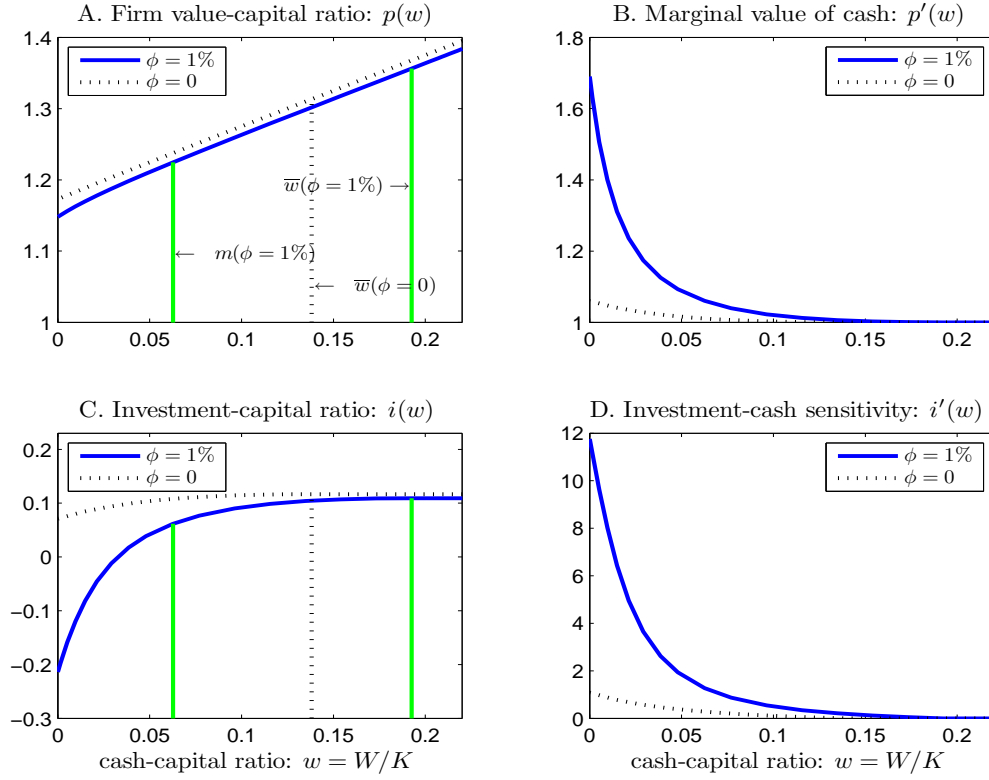 A. Firm value-capital ratio: p(w)
1.4
1.3
1.2
1.1
1
0
0.05
0.1
0.15
0.2
ϕ = 1%
ϕ = 0
w̅(ϕ = 1%) →
← m(ϕ = 1%)
← w̅(ϕ = 0)
B. Marginal value of cash: p′(w)
1.8
1.6
1.4
1.2
1
0
0.05
0.1
0.15
0.2
ϕ = 1%
ϕ = 0
C. Investment-capital ratio: i(w)
0.2
0.1
0
−0.1
−0.2
−0.3
0
0.05
0.1
0.15
0.2
ϕ = 1%
ϕ = 0
cash-capital ratio: w = W/K
D. Investment-cash sensitivity: i′(w)
12
10
8
6
4
2
0
0
0.05
0.1
0.15
0.2
ϕ = 1%
ϕ = 0
cash-capital ratio: w = W/K